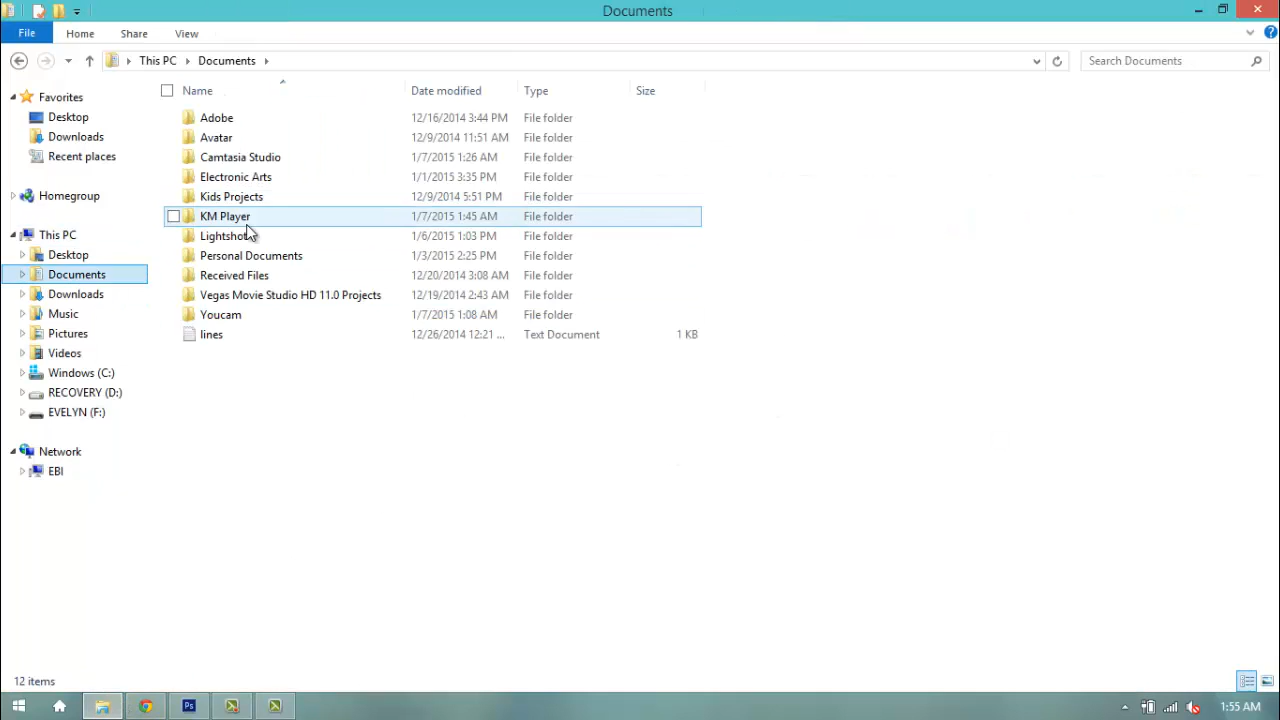 Documents
File Home Share View
This PC Documents Search Documents
Name Date modified Type Size
Favorites
Desktop
Downloads
Recent places
Homegroup
This PC
Desktop
Documents
Downloads
Music
Pictures
Videos
Windows (C:)
RECOVERY (D:)
EVELYN (F:)
Network
EBI
Adobe 12/16/2014 3:44 PM File folder
Avatar 12/9/2014 11:51 AM File folder
Camtasia Studio 1/7/2015 1:26 AM File folder
Electronic Arts 1/1/2015 3:35 PM File folder
Kids Projects 12/9/2014 5:51 PM File folder
KM Player 1/7/2015 1:45 AM File folder
Lightshot 1/6/2015 1:03 PM File folder
Personal Documents 1/3/2015 2:25 PM File folder
Received Files 12/20/2014 3:08 AM File folder
Vegas Movie Studio HD 11.0 Projects 12/19/2014 2:43 AM File folder
Youcam 1/7/2015 1:08 AM File folder
lines 12/26/2014 12:21 ... Text Document 1 KB
12 items
Ps
1:55 AM